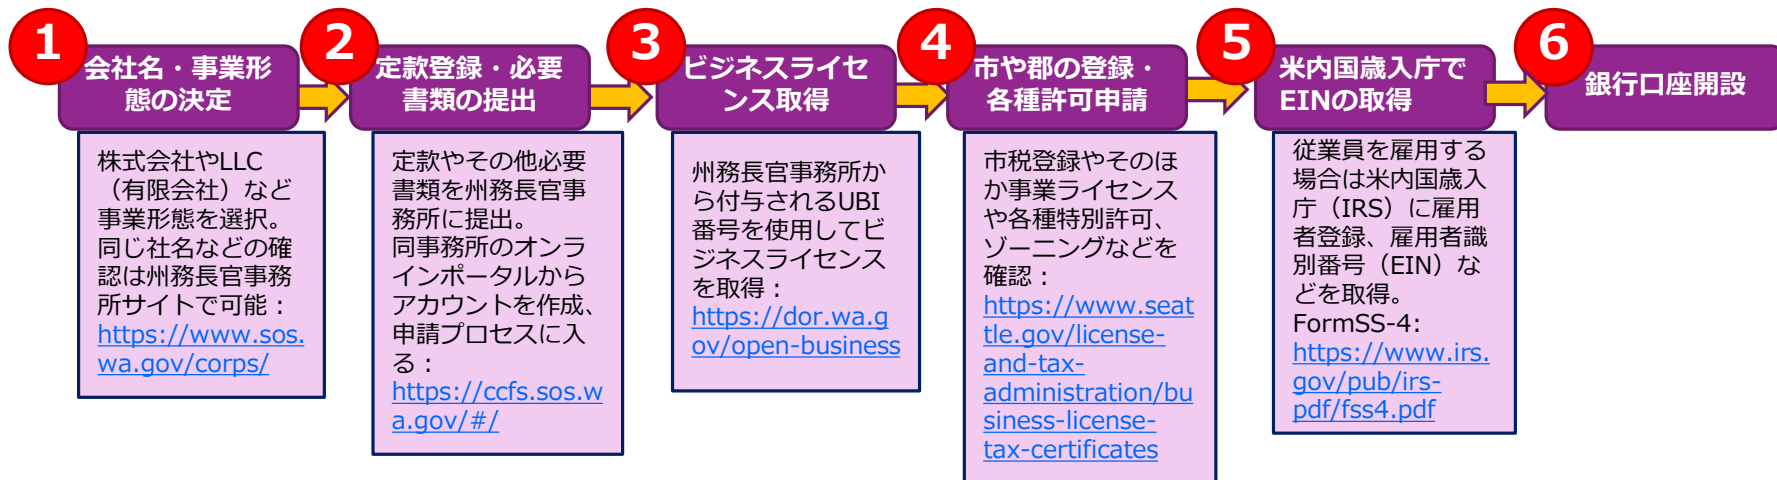 1
会社名・事業形
態の決定
株式会社やLLC
（有限会社）など
事業形態を選択。
同じ社名などの確
認は州務長官事務
所サイトで可能：
https://www.sos.
wa.gov/corps/
2
定款登録・必要
書類の提出
定款やその他必要
書類を州務長官事
務所に提出。
同事務所のオンラ
インポータルから
アカウントを作成、
申請プロセスに入
る：
https://ccfs.sos.w
a.gov/#/
3
ビジネスライセ
ンス取得
州務長官事務所か
ら付与されるUBI
番号を使用してビ
ジネスライセンス
を取得：
https://dor.wa.g
ov/open-business
4
市や郡の登録・
各種許可申請
市税登録やそのほ
か事業ライセンス
や各種特別許可、
ゾーニングなどを
確認：
https://www.seat
tle.gov/license-
and-tax-
administration/bu
siness-license-
tax-certificates
5
米内国歳入庁で
EINの取得
従業員を雇用する
場合は米内国歳入
庁（IRS）に雇用
者登録、雇用者識
別番号（EIN）な
どを取得。
FormSS-4:
https://www.irs.
gov/pub/irs-
pdf/fss4.pdf
6
銀行口座開設